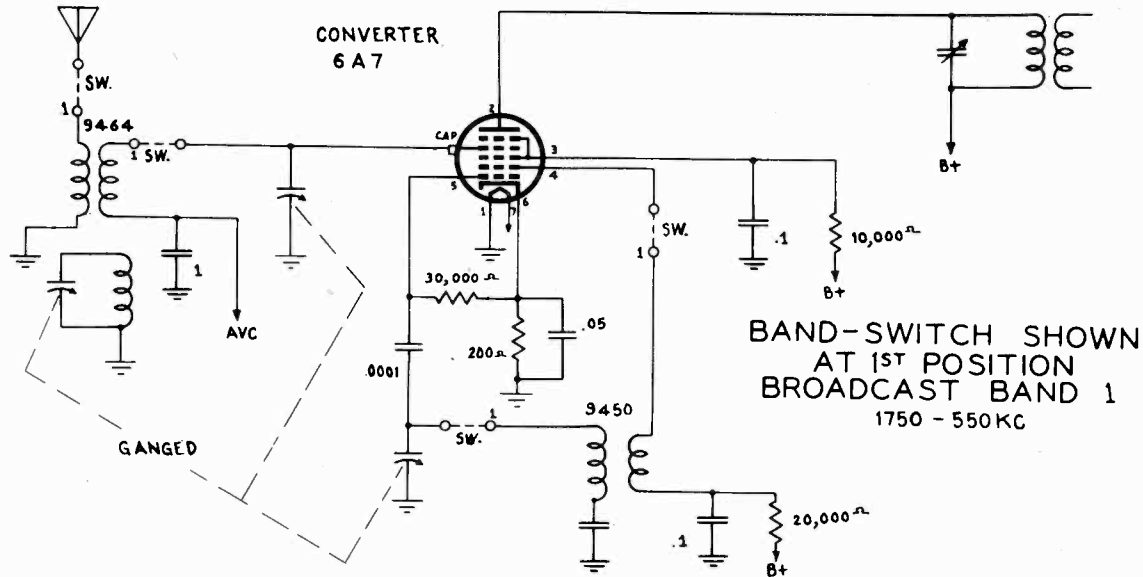 CONVERTER
6A7
SW.
1
9464
1
SW.
CAP
2
3
4
5
1
7
6
SW.
1
.1
10,000 Ω
B+
B+
1
AVC
30,000 Ω
.05
200 Ω
.0001
GANGED
SW.
1
9450
.1
20,000 Ω
B+
BAND-SWITCH SHOWN
AT 1ST POSITION
BROADCAST BAND 1
1750 - 550 KC